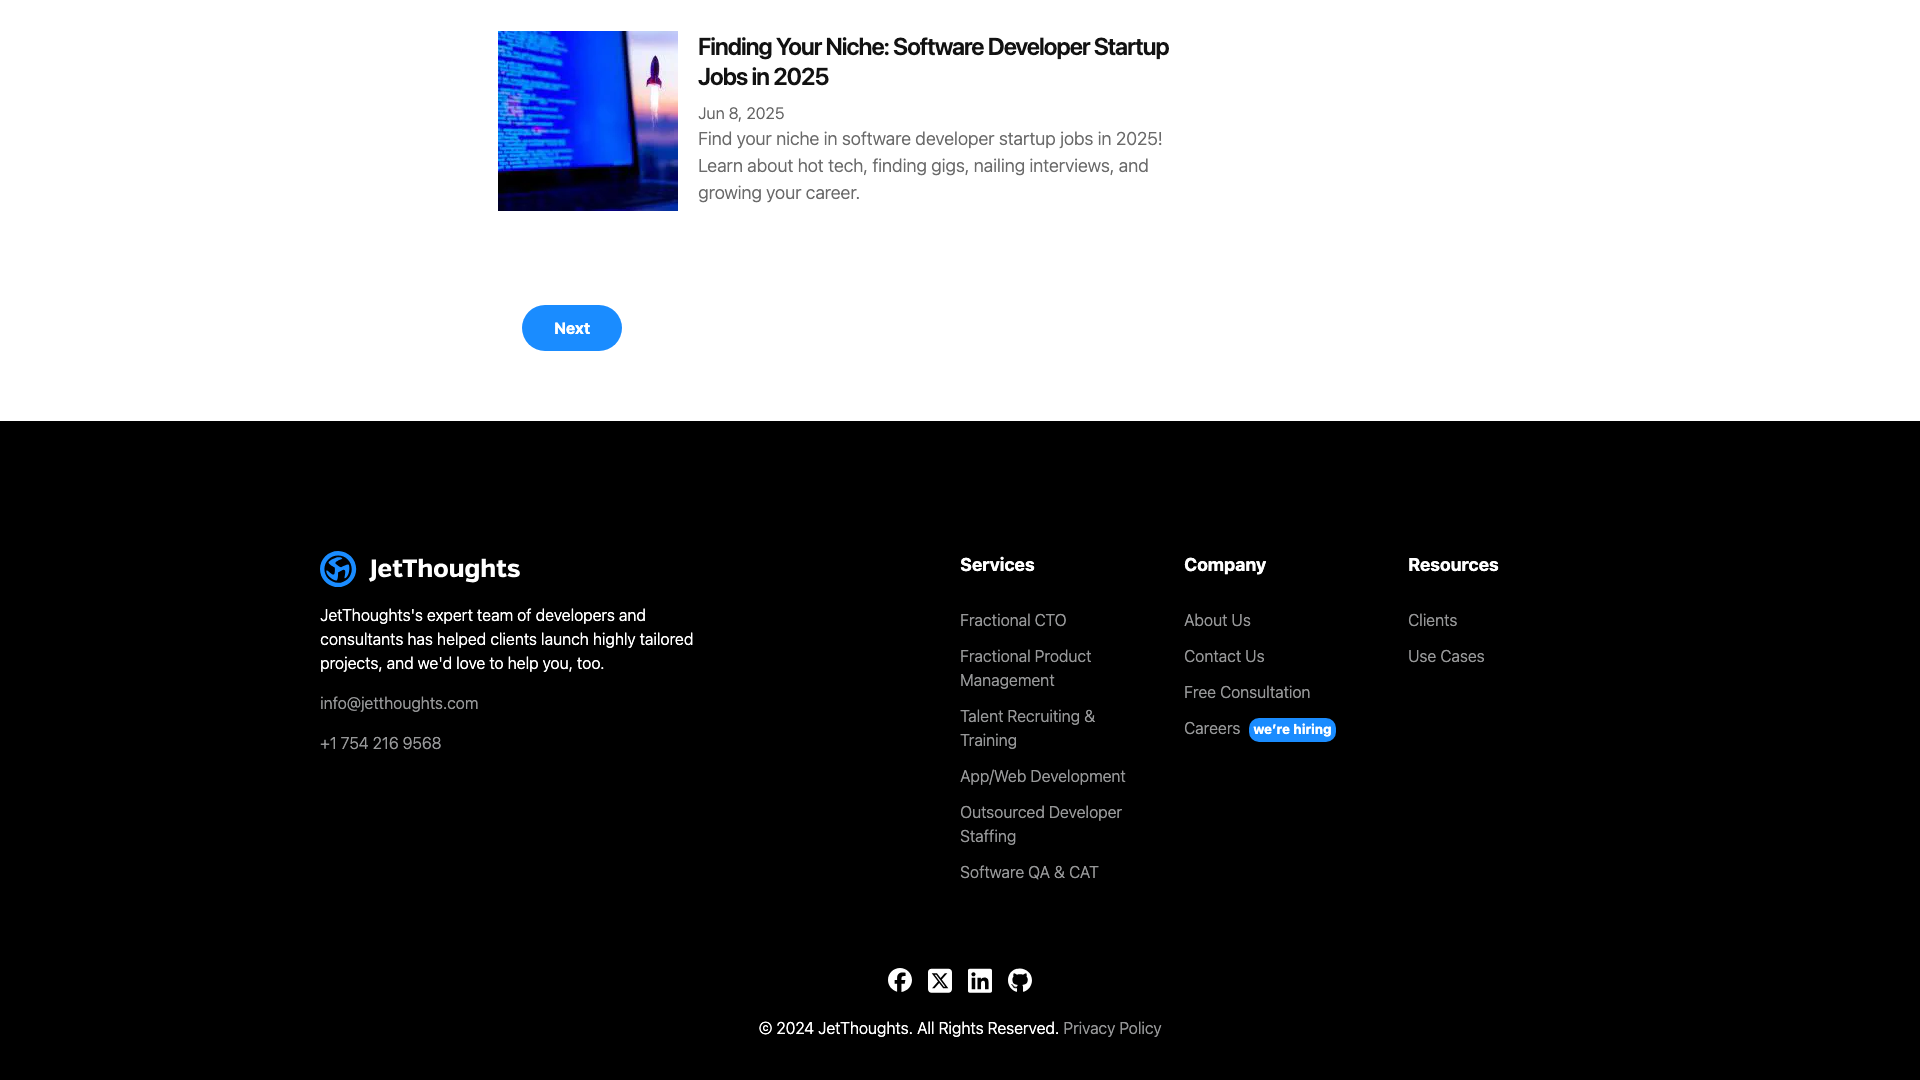 Finding Your Niche: Software Developer Startup
Jobs in 2025
Jun 8, 2025
Find your niche in software developer startup jobs in 2025!
Learn about hot tech, finding gigs, nailing interviews, and
growing your career.
Next
JetThoughts
JetThoughts's expert team of developers and
consultants has helped clients launch highly tailored
projects, and we'd love to help you, too.
info@jetthoughts.com
+1 754 216 9568
Services
Fractional CTO
Fractional Product
Management
Talent Recruiting &
Training
App/Web Development
Outsourced Developer
Staffing
Software QA & CAT
Company
About Us
Contact Us
Free Consultation
Careers we're hiring
Resources
Clients
Use Cases
© 2024 JetThoughts. All Rights Reserved. Privacy Policy